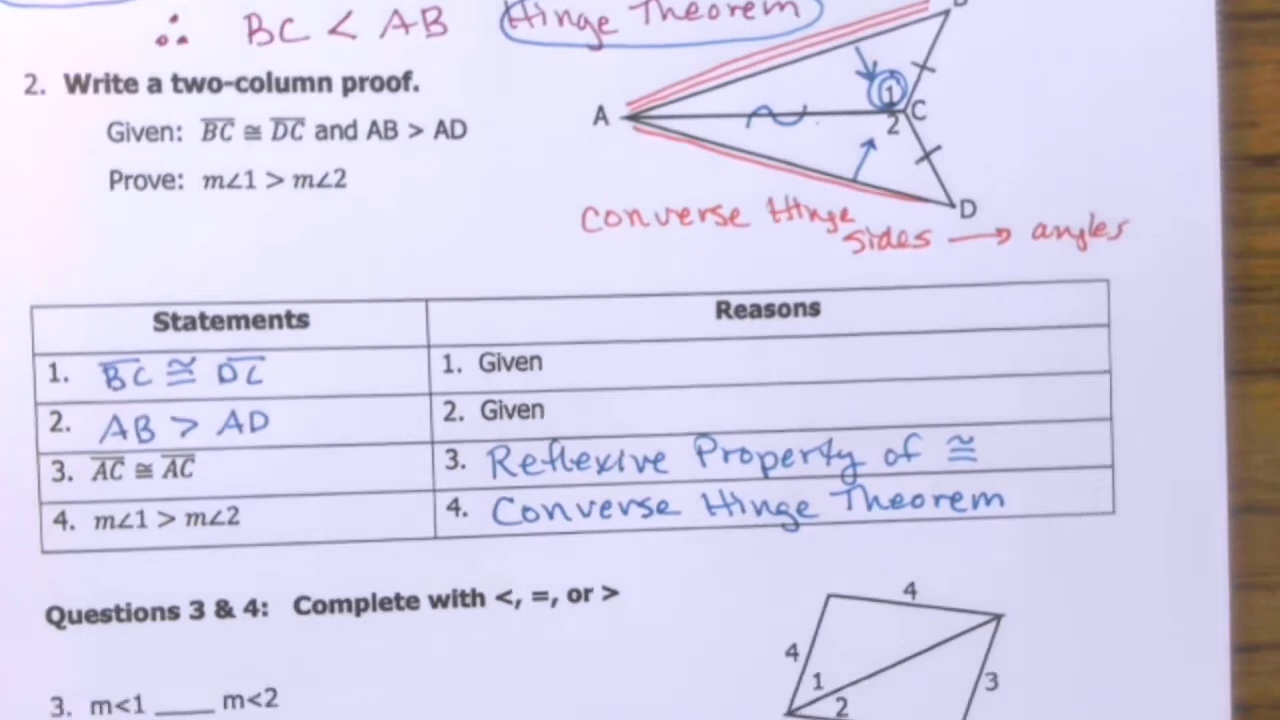 ∴ BC < AB Hinge Theorem
2. Write a two-column proof.
Given: BC ≅ DC and AB > AD
Prove: m∠1 > m∠2
A
1
2
C
D
Converse Hinge
sides → angles
Statements Reasons
1. BC ≅ DC 1. Given
2. AB > AD 2. Given
3. AC ≅ AC 3. Reflexive Property of ≅
4. m∠1 > m∠2 4. Converse Hinge Theorem
Questions 3 & 4: Complete with <, =, or >
4
4
1
2
3
3. m<1 ____ m<2